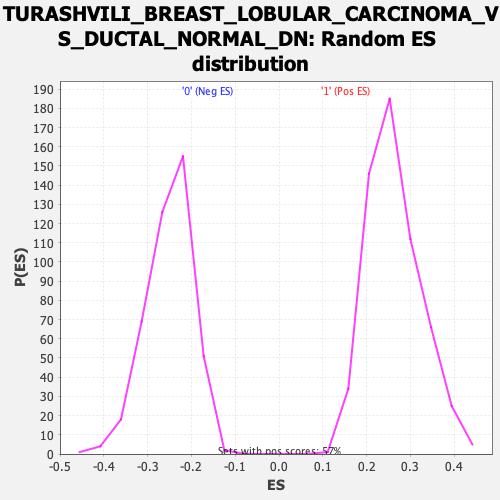 TURASHVILI_BREAST_LOBULAR_CARCINOMA_V
S_DUCTAL_NORMAL_DN: Random ES
distribution
'0' (Neg ES)
'1' (Pos ES)
190
180
170
160
150
140
130
120
110
100
90
80
70
60
50
40
30
20
10
0
P(ES)
Sets with pos scores: 57%
-0.5 -0.4 -0.3 -0.2 -0.1 0.0 0.1 0.2 0.3 0.4
ES